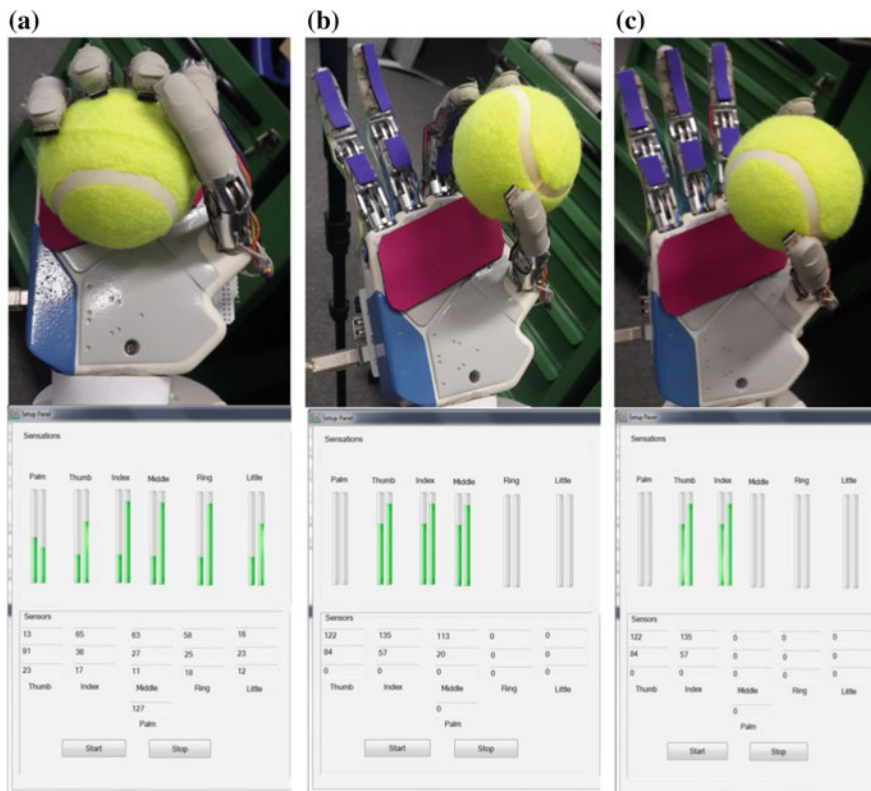 (a)
(b)
(c)
Setup Panel
Sensations
Palm Thumb Index Middle Ring Little
Sensors
13 65 63 56 16
91 36 27 25 23
23 17 11 18 12
Thumb Index Middle Ring Little
127
Palm
Start Stop
Setup Panel
Sensations
Palm Thumb Index Middle Ring Little
Sensors
122 135 113 0 0
84 57 20 0 0
0 0 0 0 0
Thumb Index Middle Ring Little
0
Palm
Start Stop
Setup Panel
Sensations
Palm Thumb Index Middle Ring Little
Sensors
122 135 0 0 0
84 57 0 0 0
0 0 0 0 0
Thumb Index Middle Ring Little
0
Palm
Start Stop